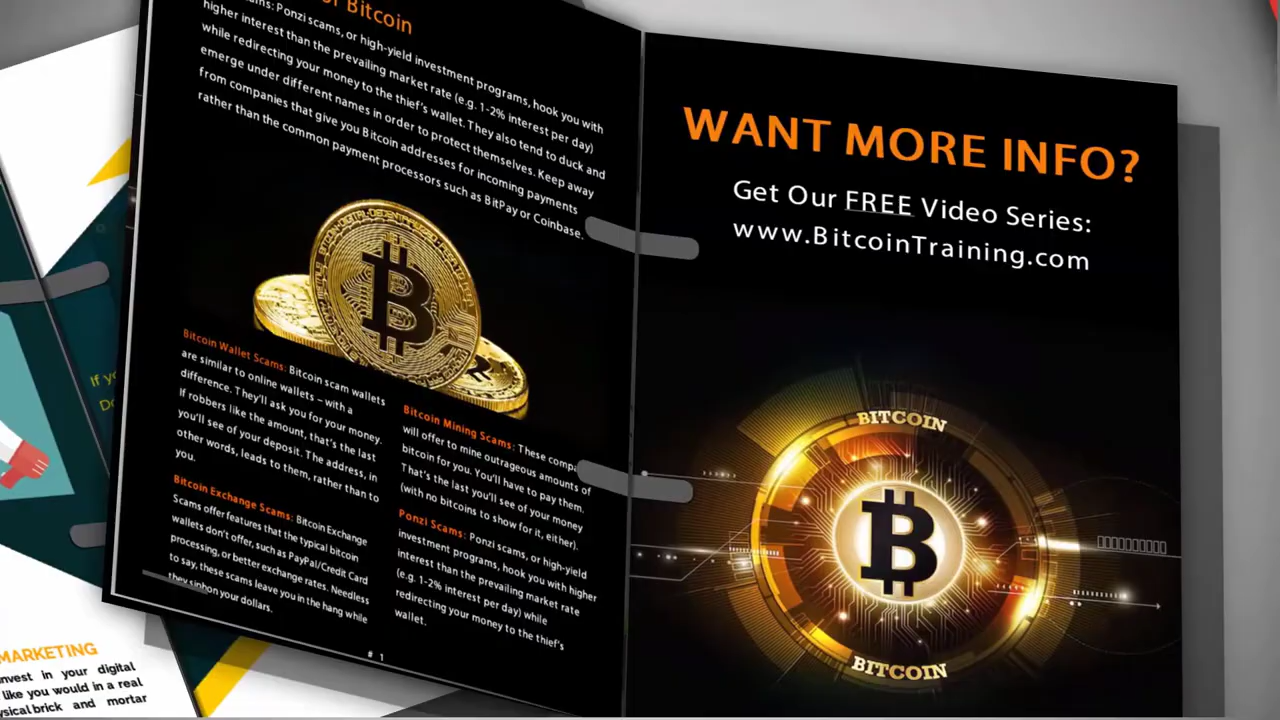 of Bitcoin
Ponzi scams, or high-yield investment programs, hook you with
higher interest than the prevailing market rate (e.g. 1-2% interest per day)
while redirecting your money to the thief's wallet. They also tend to duck and
emerge under different names in order to protect themselves. Keep away
from companies that give you Bitcoin addresses for incoming payments
rather than the common payment processors such as BitPay or Coinbase.
Bitcoin Wallet Scams: Bitcoin scam wallets
are similar to online wallets – with a
difference. They'll ask you for your money.
If robbers like the amount, that's the last
you'll see of your deposit. The address, in
other words, leads to them, rather than to
you.
Bitcoin Exchange Scams: Bitcoin Exchange
Scams offer features that the typical bitcoin
wallets don't offer, such as PayPal/Credit Card
processing, or better exchange rates. Needless
to say, these scams leave you in the hang while
they siphon your dollars.
Bitcoin Mining Scams: These
will offer to mine outrageous amounts of
bitcoin for you. You'll have to pay them.
That's the last you'll see of your money
(with no bitcoins to show for it, either).
Ponzi Scams: Ponzi scams, or high-yield
investment programs, hook you with higher
interest than the prevailing market rate
(e.g. 1-2% interest per day) while
redirecting your money to the thief's
wallet.
# 1
WANT MORE INFO?
Get Our FREE Video Series:
www.BitcoinTraining.com
BITCOIN
BITCOIN
If
MARKETING
invest in your digital
like you would in a real
brick and mortar